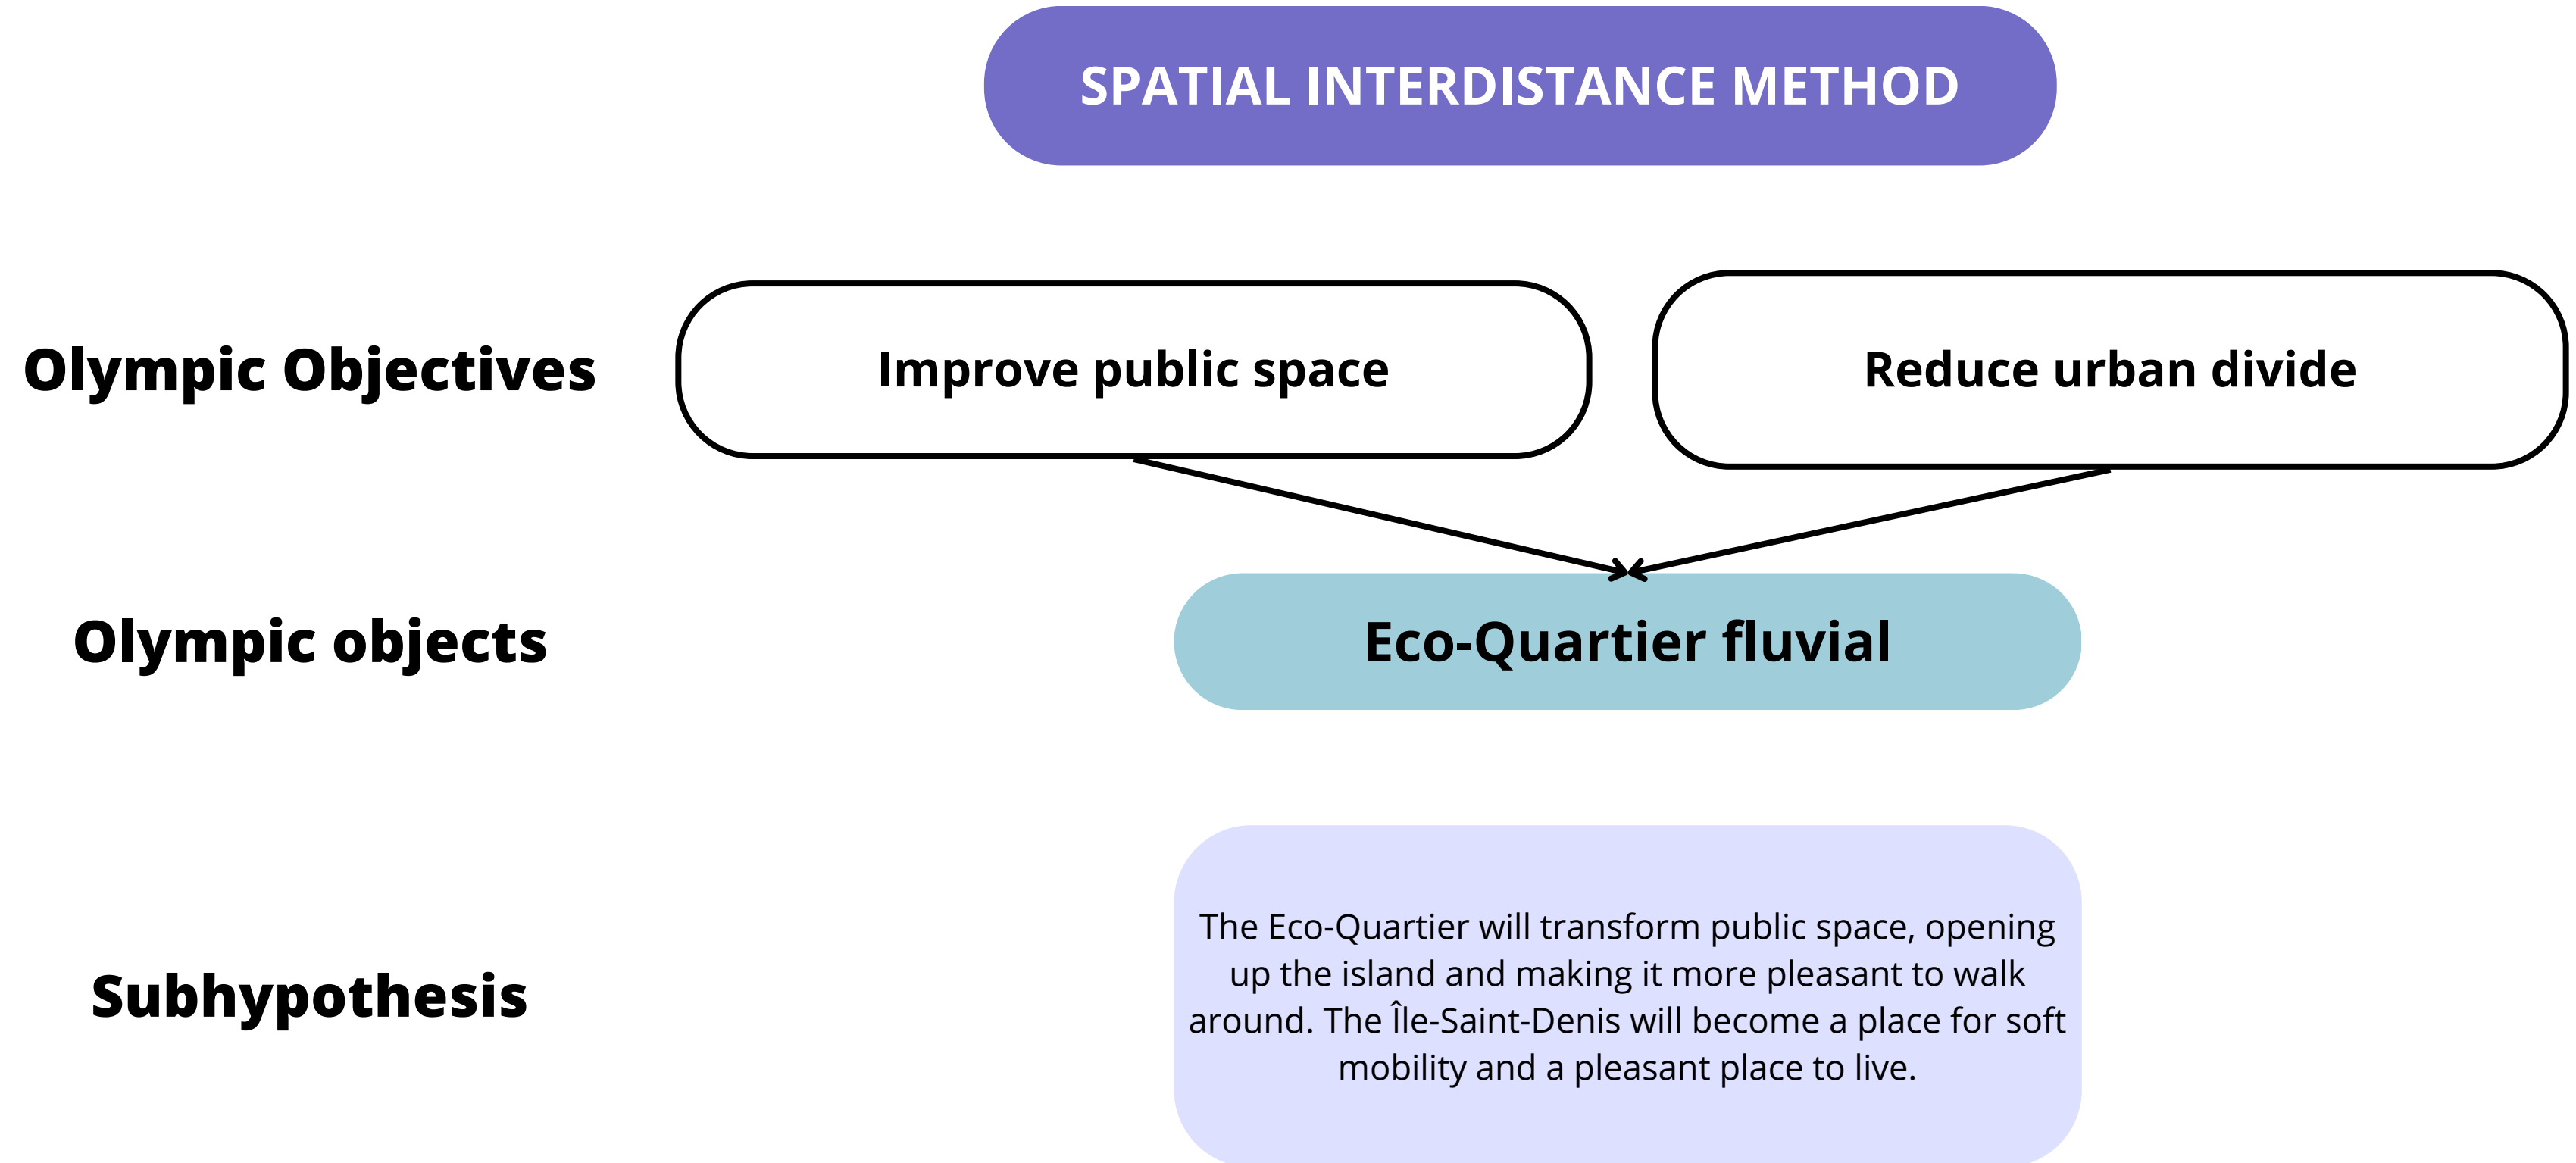 SPATIAL INTERDISTANCE METHOD
Olympic Objectives
Improve public space
Reduce urban divide
Olympic objects
Eco-Quartier fluvial
Subhypothesis
The Eco-Quartier will transform public space, opening
up the island and making it more pleasant to walk
around. The Île-Saint-Denis will become a place for soft
mobility and a pleasant place to live.